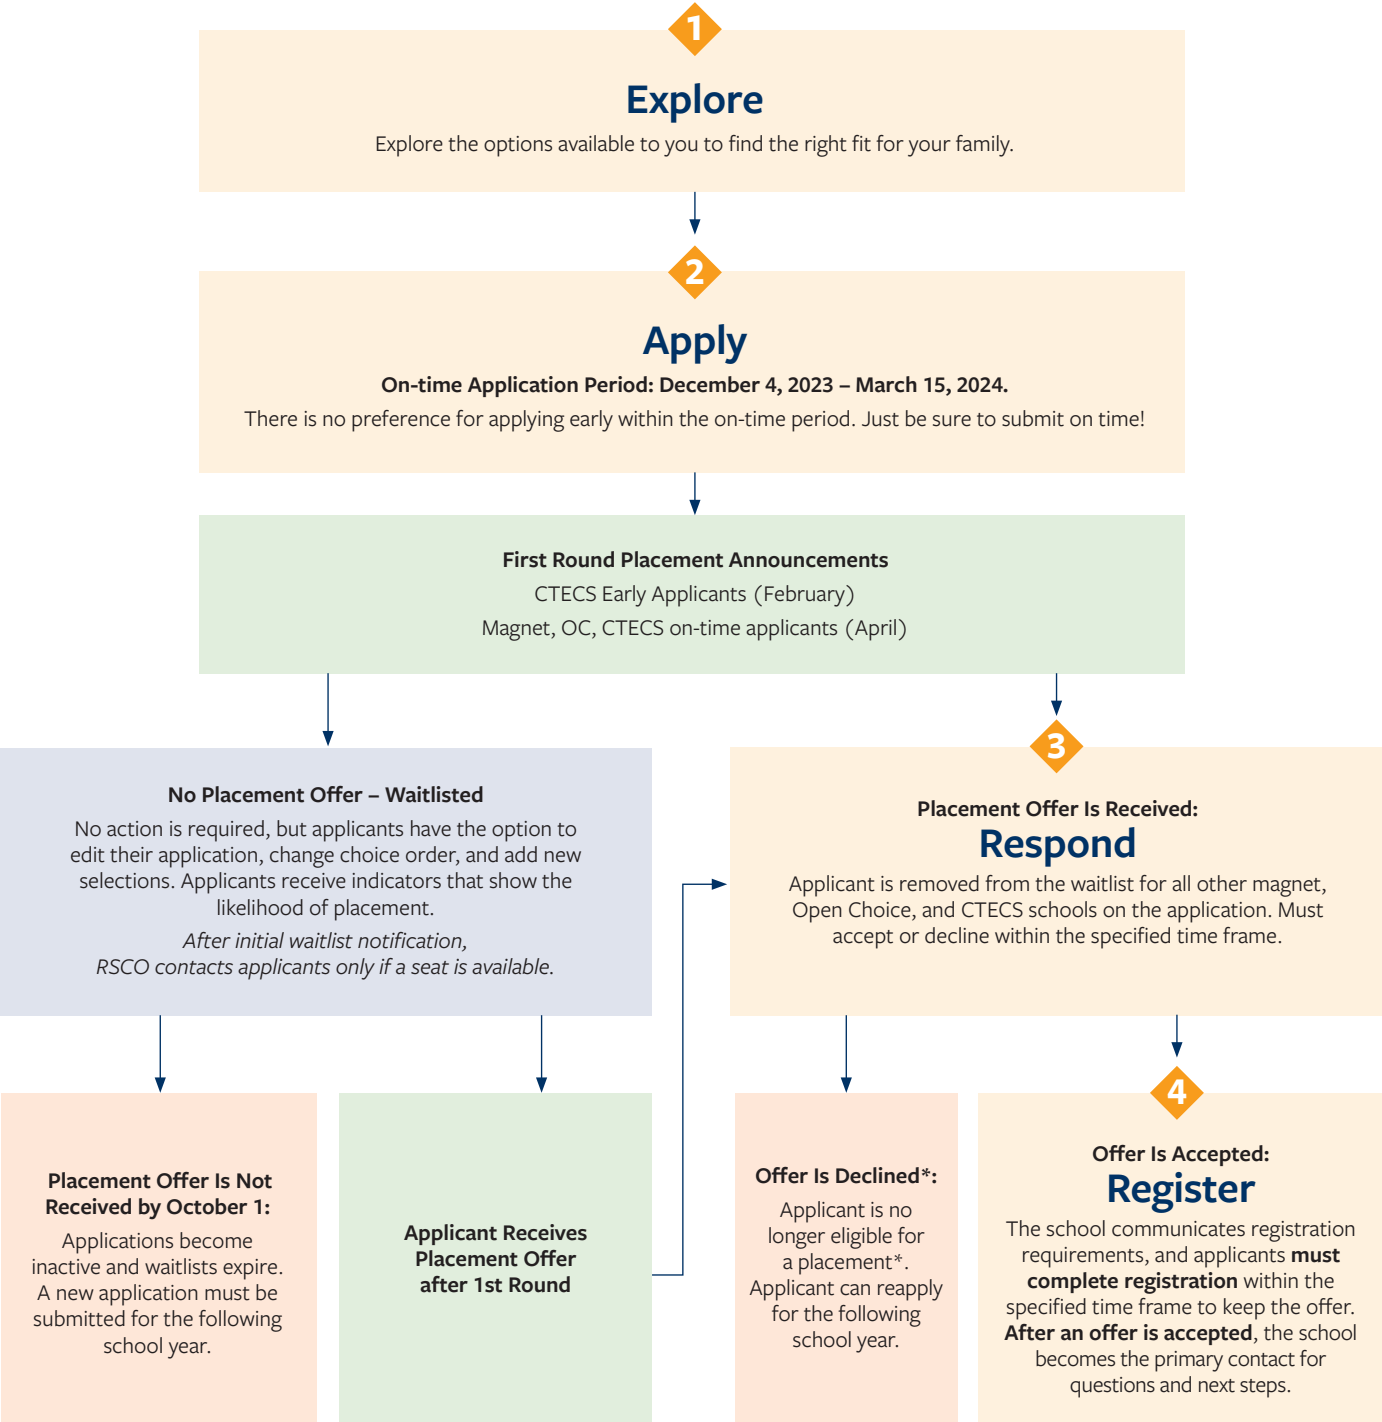 1
Explore
Explore the options available to you to find the right fit for your family.
2
Apply
On-time Application Period: December 4, 2023 – March 15, 2024.
There is no preference for applying early within the on-time period. Just be sure to submit on time!
First Round Placement Announcements
CTECS Early Applicants (February)
Magnet, OC, CTECS on-time applicants (April)
No Placement Offer – Waitlisted
No action is required, but applicants have the option to
edit their application, change choice order, and add new
selections. Applicants receive indicators that show the
likelihood of placement.
After initial waitlist notification,
RSCO contacts applicants only if a seat is available.
3
Placement Offer Is Received:
Respond
Applicant is removed from the waitlist for all other magnet,
Open Choice, and CTECS schools on the application. Must
accept or decline within the specified time frame.
Placement Offer Is Not
Received by October 1:
Applications become
inactive and waitlists expire.
A new application must be
submitted for the following
school year.
Applicant Receives
Placement Offer
after 1st Round
Offer Is Declined*:
Applicant is no
longer eligible for
a placement*.
Applicant can reapply
for the following
school year.
4
Offer Is Accepted:
Register
The school communicates registration
requirements, and applicants must
complete registration within the
specified time frame to keep the offer.
After an offer is accepted, the school
becomes the primary contact for
questions and next steps.